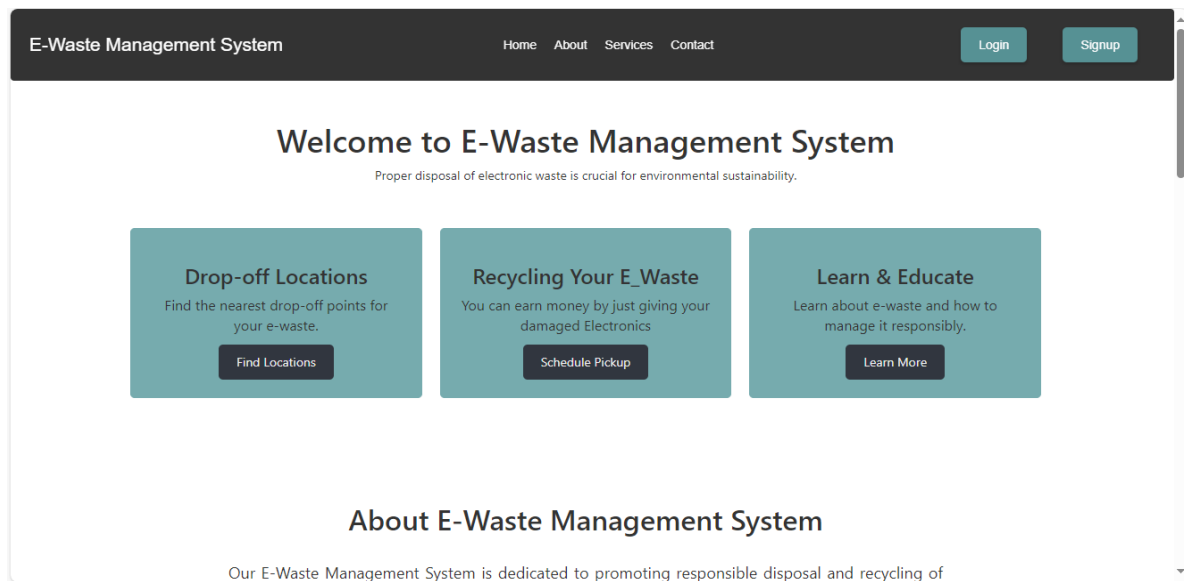 E-Waste Management System
Home About Services Contact
Login Signup
Welcome to E-Waste Management System
Proper disposal of electronic waste is crucial for environmental sustainability.
Drop-off Locations
Find the nearest drop-off points for
your e-waste.
Find Locations
Recycling Your E_Waste
You can earn money by just giving your
damaged Electronics
Schedule Pickup
Learn & Educate
Learn about e-waste and how to
manage it responsibly.
Learn More
About E-Waste Management System
Our E-Waste Management System is dedicated to promoting responsible disposal and recycling of